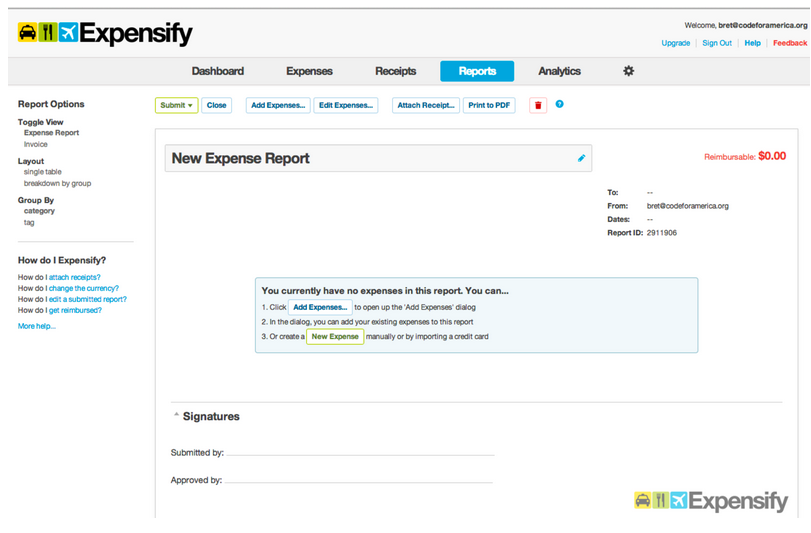 Expensify
Welcome, bret@codeforamerica.org
Upgrade Sign Out Help Feedback
Dashboard Expenses Receipts Reports Analytics
Report Options
Toggle View
Expense Report
Invoice
Layout
single table
breakdown by group
Group By
category
tag
How do I Expensify?
How do I attach receipts?
How do I change the currency?
How do I edit a submitted report?
How do I get reimbursed?
More help...
Submit Close Add Expenses... Edit Expenses... Attach Receipt... Print to PDF ?
New Expense Report
Reimbursable: $0.00
To: --
From: bret@codeforamerica.org
Dates: --
Report ID: 2911906
You currently have no expenses in this report. You can...
1. Click Add Expenses... to open up the 'Add Expenses' dialog
2. In the dialog, you can add your existing expenses to this report
3. Or create a New Expense manually or by importing a credit card
Signatures
Submitted by:
Approved by:
Expensify